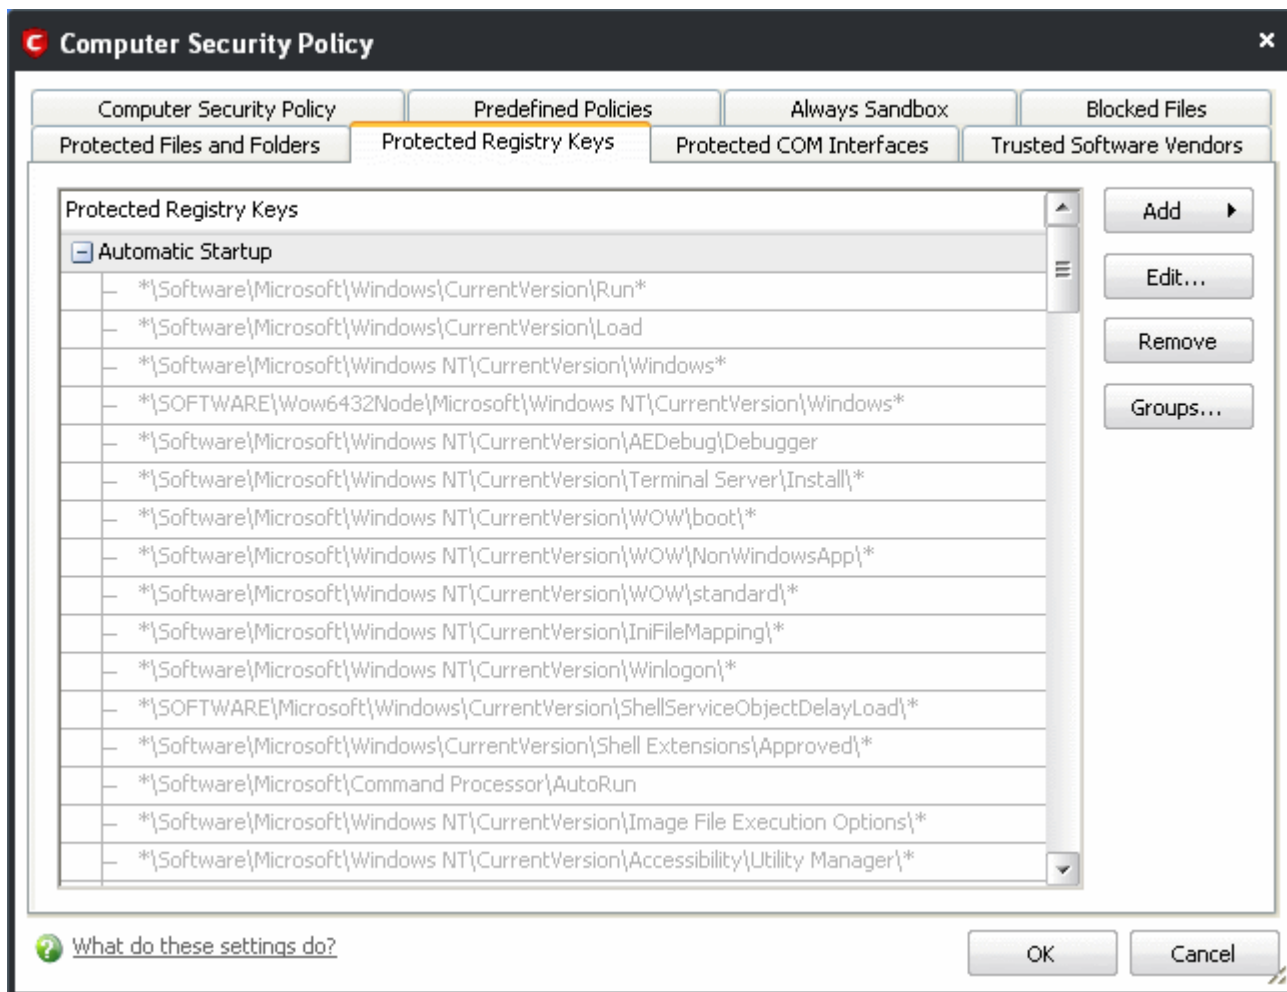 Computer Security Policy
Computer Security Policy Predefined Policies Always Sandbox Blocked Files
Protected Files and Folders Protected Registry Keys Protected COM Interfaces Trusted Software Vendors
Protected Registry Keys
Add
Automatic Startup
*\Software\Microsoft\Windows\CurrentVersion\Run*
Edit...
*\Software\Microsoft\Windows\CurrentVersion\Load
Remove
*\Software\Microsoft\Windows NT\CurrentVersion\Windows*
*\SOFTWARE\Wow6432Node\Microsoft\Windows NT\CurrentVersion\Windows*
Groups...
*\Software\Microsoft\Windows NT\CurrentVersion\AEDebug\Debugger
*\Software\Microsoft\Windows NT\CurrentVersion\Terminal Server\Install\*
*\Software\Microsoft\Windows NT\CurrentVersion\WOW\boot\*
*\Software\Microsoft\Windows NT\CurrentVersion\WOW\NonWindowsApp\*
*\Software\Microsoft\Windows NT\CurrentVersion\WOW\standard\*
*\Software\Microsoft\Windows NT\CurrentVersion\IniFileMapping\*
*\Software\Microsoft\Windows NT\CurrentVersion\Winlogon\*
*\SOFTWARE\Microsoft\Windows\CurrentVersion\ShellServiceObjectDelayLoad\*
*\Software\Microsoft\Windows\CurrentVersion\Shell Extensions\Approved\*
*\Software\Microsoft\Command Processor\AutoRun
*\Software\Microsoft\Windows NT\CurrentVersion\Image File Execution Options\*
*\Software\Microsoft\Windows NT\CurrentVersion\Accessibility\Utility Manager\*
What do these settings do?
OK Cancel